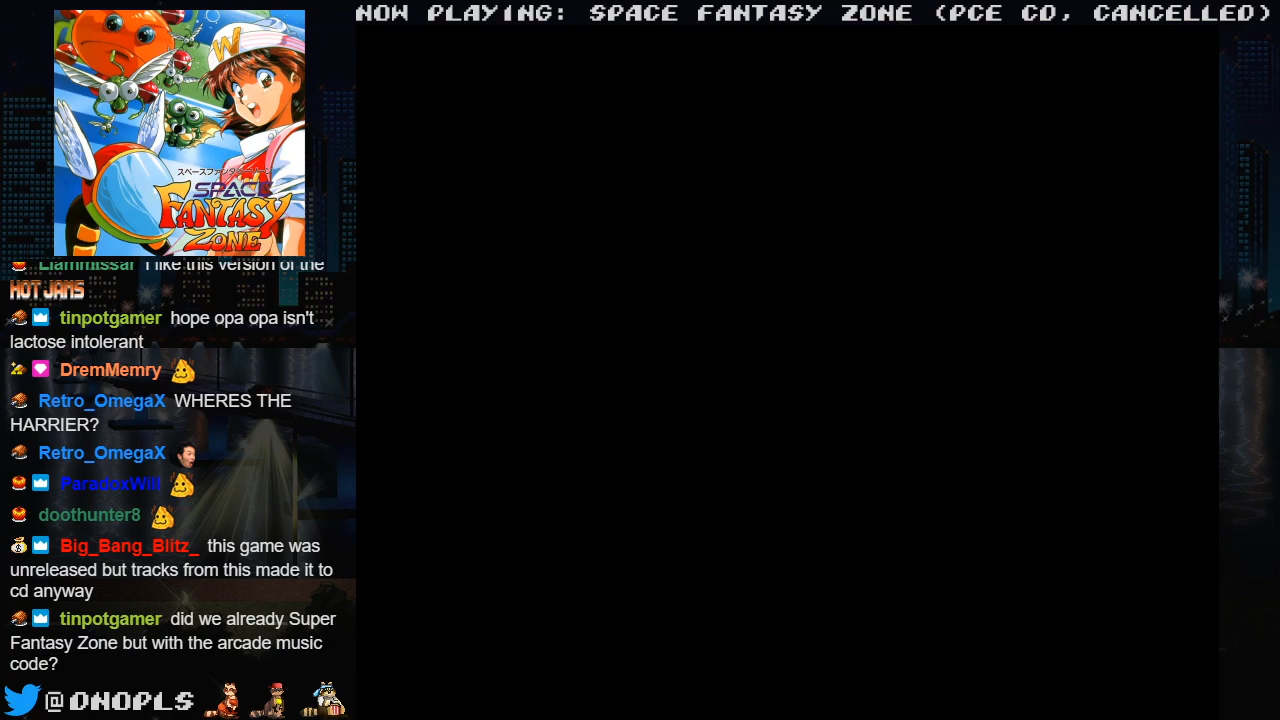 NOW PLAYING: SPACE FANTASY ZONE (PCE CD, CANCELLED)
W
スペースファンタジーゾーン
SPACE
FANTASY
ZONE
Liammissar I like this version of the
HOT JAMS
tinpotgamer hope opa opa isn't
lactose intolerant
DremMemry
Retro_OmegaX WHERES THE
HARRIER?
Retro_OmegaX
ParadoxWill
doothunter8
Big_Bang_Blitz_ this game was
unreleased but tracks from this made it to
cd anyway
tinpotgamer did we already Super
Fantasy Zone but with the arcade music
code?
@DNOPLS